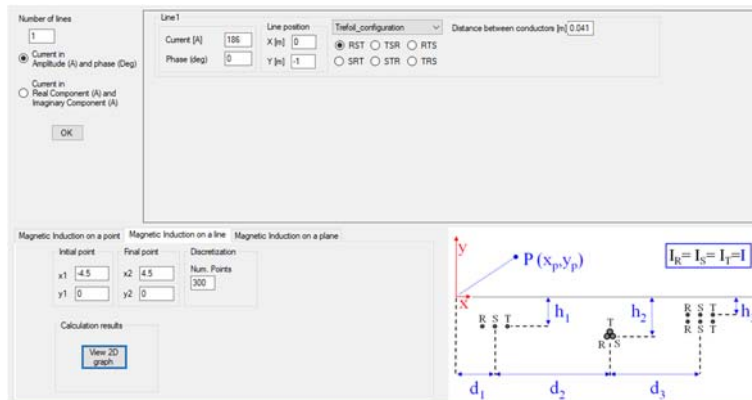 Number of lines
1
Current in
Amplitude (A) and phase (Deg)
Current in
Real Component (A) and
Imaginary Component (A)
OK
Line1
Current [A] 186
Phase (deg) 0
Line position
X [m] 0
Y [m] -1
Trefoil_configuration
RST TSR RTS
SRT STR TRS
Distance between conductors [m] 0.041
Magnetic Induction on a point Magnetic Induction on a line Magnetic Induction on a plane
Initial point Final point Discretization
x1 -4.5 x2 4.5 Num. Points
y1 0 y2 0 300
Calculation results
View 2D
graph
y
P (xp,yp)
IR= IS= IT=I
x
R S T h1
h2 T
R S
R S T
R S T
h
d1 d2 d3